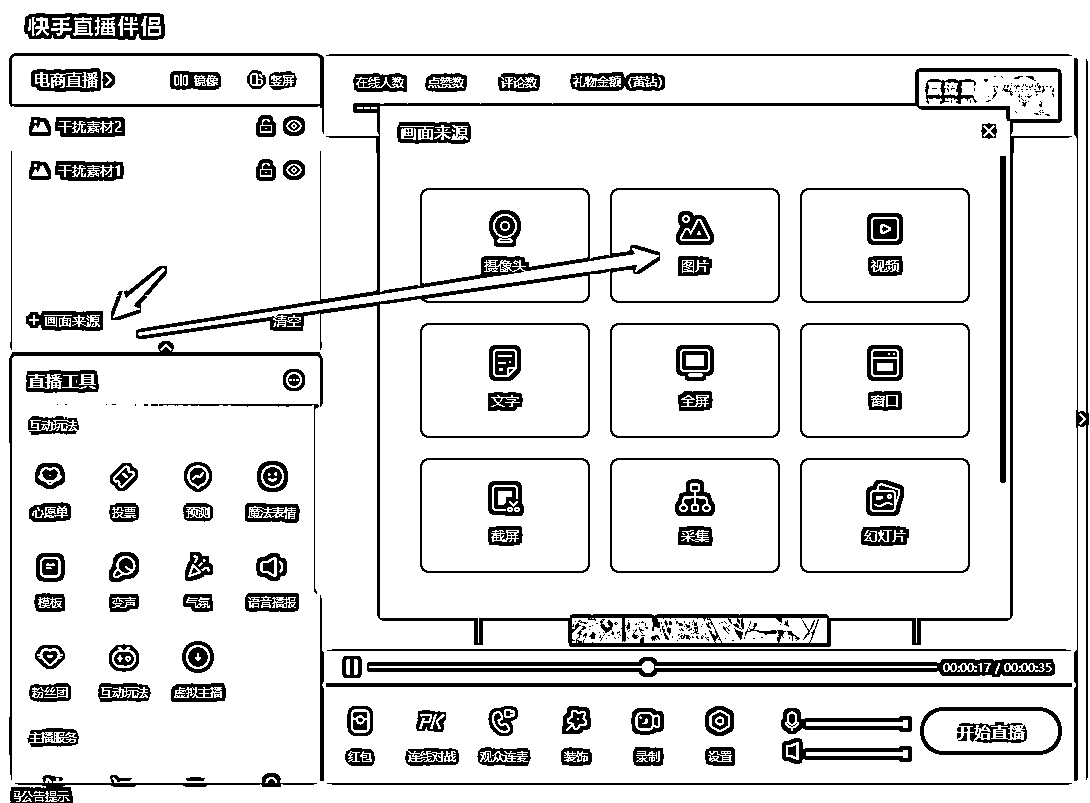 快手直播伴侣
电商直播
镜像
竖屏
在线人数
点赞数
评论数
礼物金额（黄钻）
干扰素材2
干扰素材1
+画面来源
清空
画面来源
摄像头
图片
视频
文字
全屏
窗口
截屏
采集
幻灯片
直播工具
互动玩法
心愿单
投票
预测
魔法表情
模板
变声
气氛
语音播报
粉丝团
互动玩法
虚拟主播
主播服务
公告提示
00:00:17 / 00:00:35
红包
PK
连线对战
观众连麦
装饰
录制
设置
开始直播